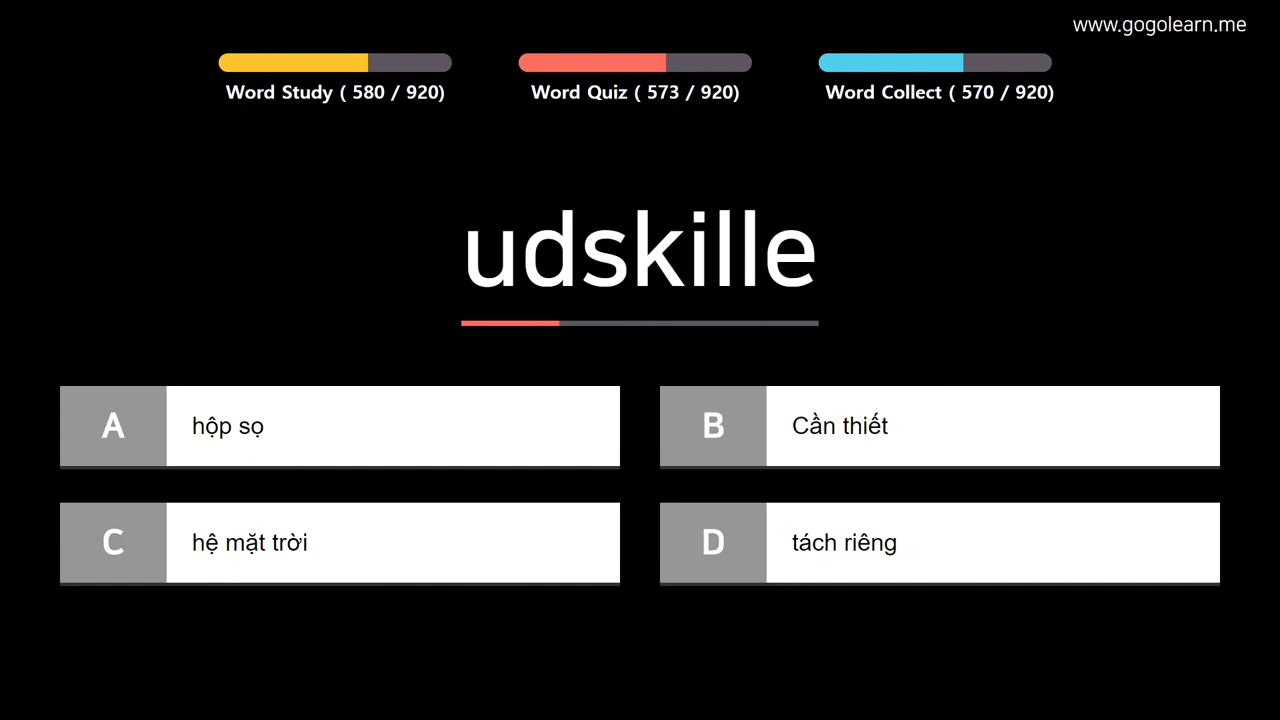 www.gogolearn.me
Word Study ( 580 / 920)
Word Quiz ( 573 / 920)
Word Collect ( 570 / 920)
udskille
A hộp sọ
B Cần thiết
C hệ mặt trời
D tách riêng